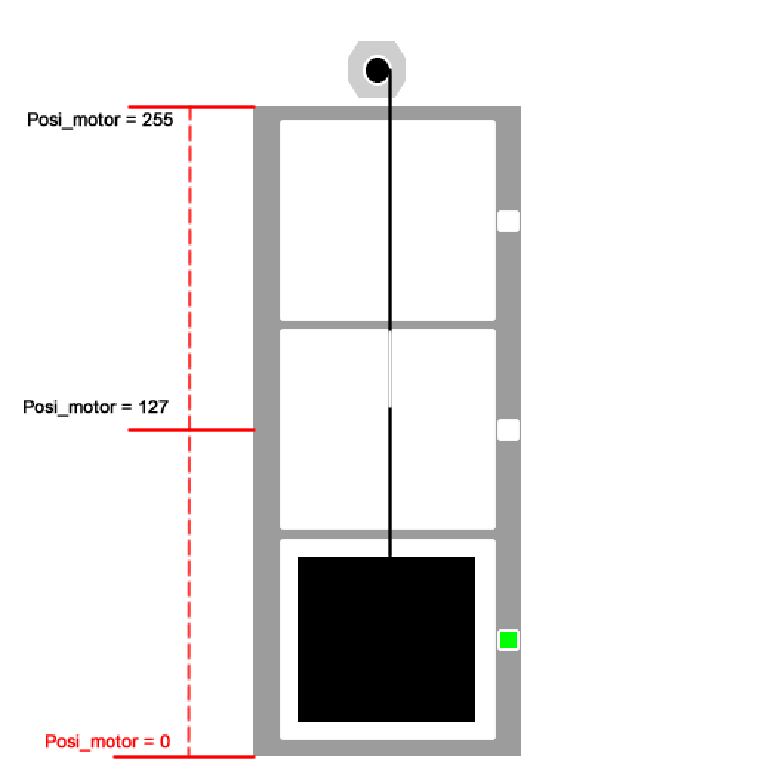 Posi_motor = 255
Posi_motor = 127
Posi_motor = 0